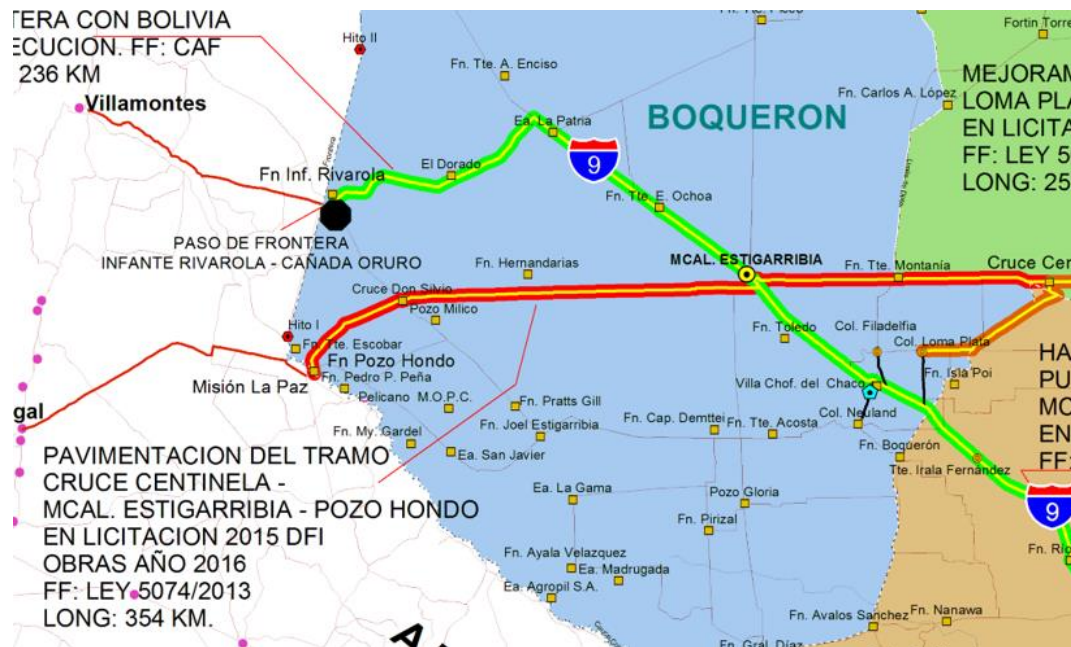 TERA CON BOLIVIA
ECUCION. FF: CAF
236 KM
Hito II
Fn. Tte. A. Enciso
Fortin Torre
Villamontes
Fn. Carlos A. López
BOQUERON
MEJORAM
LOMA PLA
EN LICITA
FF: LEY 5
LONG: 25
Ea. La Patria
9
El Dorado
Fn Inf. Rivarola
Fn. Tte. E. Ochoa
PASO DE FRONTERA
INFANTE RIVAROLA - CAÑADA ORURO
MCAL. ESTIGARRIBIA
Fn. Hernandarias
Fn. Tte. Montanía
Cruce Cen
Cruce Don Silvio
Pozo Milico
Hito I
Fn. Tte. Escobar
Fn. Toledo
Col. Filadelfia
Col. Loma Plata
Fn Pozo Hondo
Fn. Pedro P. Peña
Misión La Paz
Villa Chof. del Chaco
Fn. Isla Poi
HA
PU
MC
EN
FF:
Pelicano
M.O.P.C.
Fn. Pratts Gill
gal
Fn. My. Gardel
Fn. Joel Estigarribia
Fn. Cap. Demttei
Fn. Tte. Acosta
Col. Neuland
Ea. San Javier
Fn. Boquerón
Tte. Irala Fernández
PAVIMENTACION DEL TRAMO
CRUCE CENTINELA -
MCAL. ESTIGARRIBIA - POZO HONDO
EN LICITACION 2015 DFI
OBRAS AÑO 2016
FF: LEY 5074/2013
LONG: 354 KM.
Ea. La Gama
Pozo Gloria
9
Fn. Pirizal
Fn. Ayala Velazquez
Ea. Madrugada
Ea. Agropil S.A.
Fn. Avalos Sanchez
Fn. Nanawa
Fn. Gral. Díaz